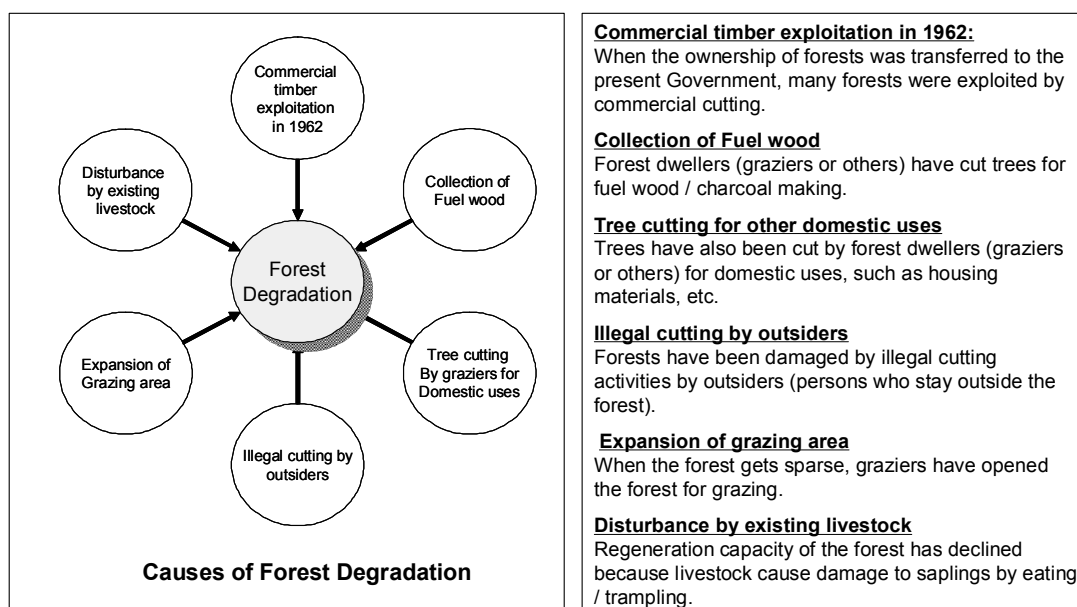 Commercial
timber
exploitation
in 1962
Disturbance
by existing
livestock
Collection of
Fuel wood
Forest
Degradation
Expansion of
Grazing area
Tree cutting
By graziers for
Domestic uses
Illegal cutting by
outsiders
Causes of Forest Degradation
Commercial timber exploitation in 1962:
When the ownership of forests was transferred to the
present Government, many forests were exploited by
commercial cutting.
Collection of Fuel wood
Forest dwellers (graziers or others) have cut trees for
fuel wood / charcoal making.
Tree cutting for other domestic uses
Trees have also been cut by forest dwellers (graziers
or others) for domestic uses, such as housing
materials, etc.
Illegal cutting by outsiders
Forests have been damaged by illegal cutting
activities by outsiders (persons who stay outside the
forest).
Expansion of grazing area
When the forest gets sparse, graziers have opened
the forest for grazing.
Disturbance by existing livestock
Regeneration capacity of the forest has declined
because livestock cause damage to saplings by eating
/ trampling.